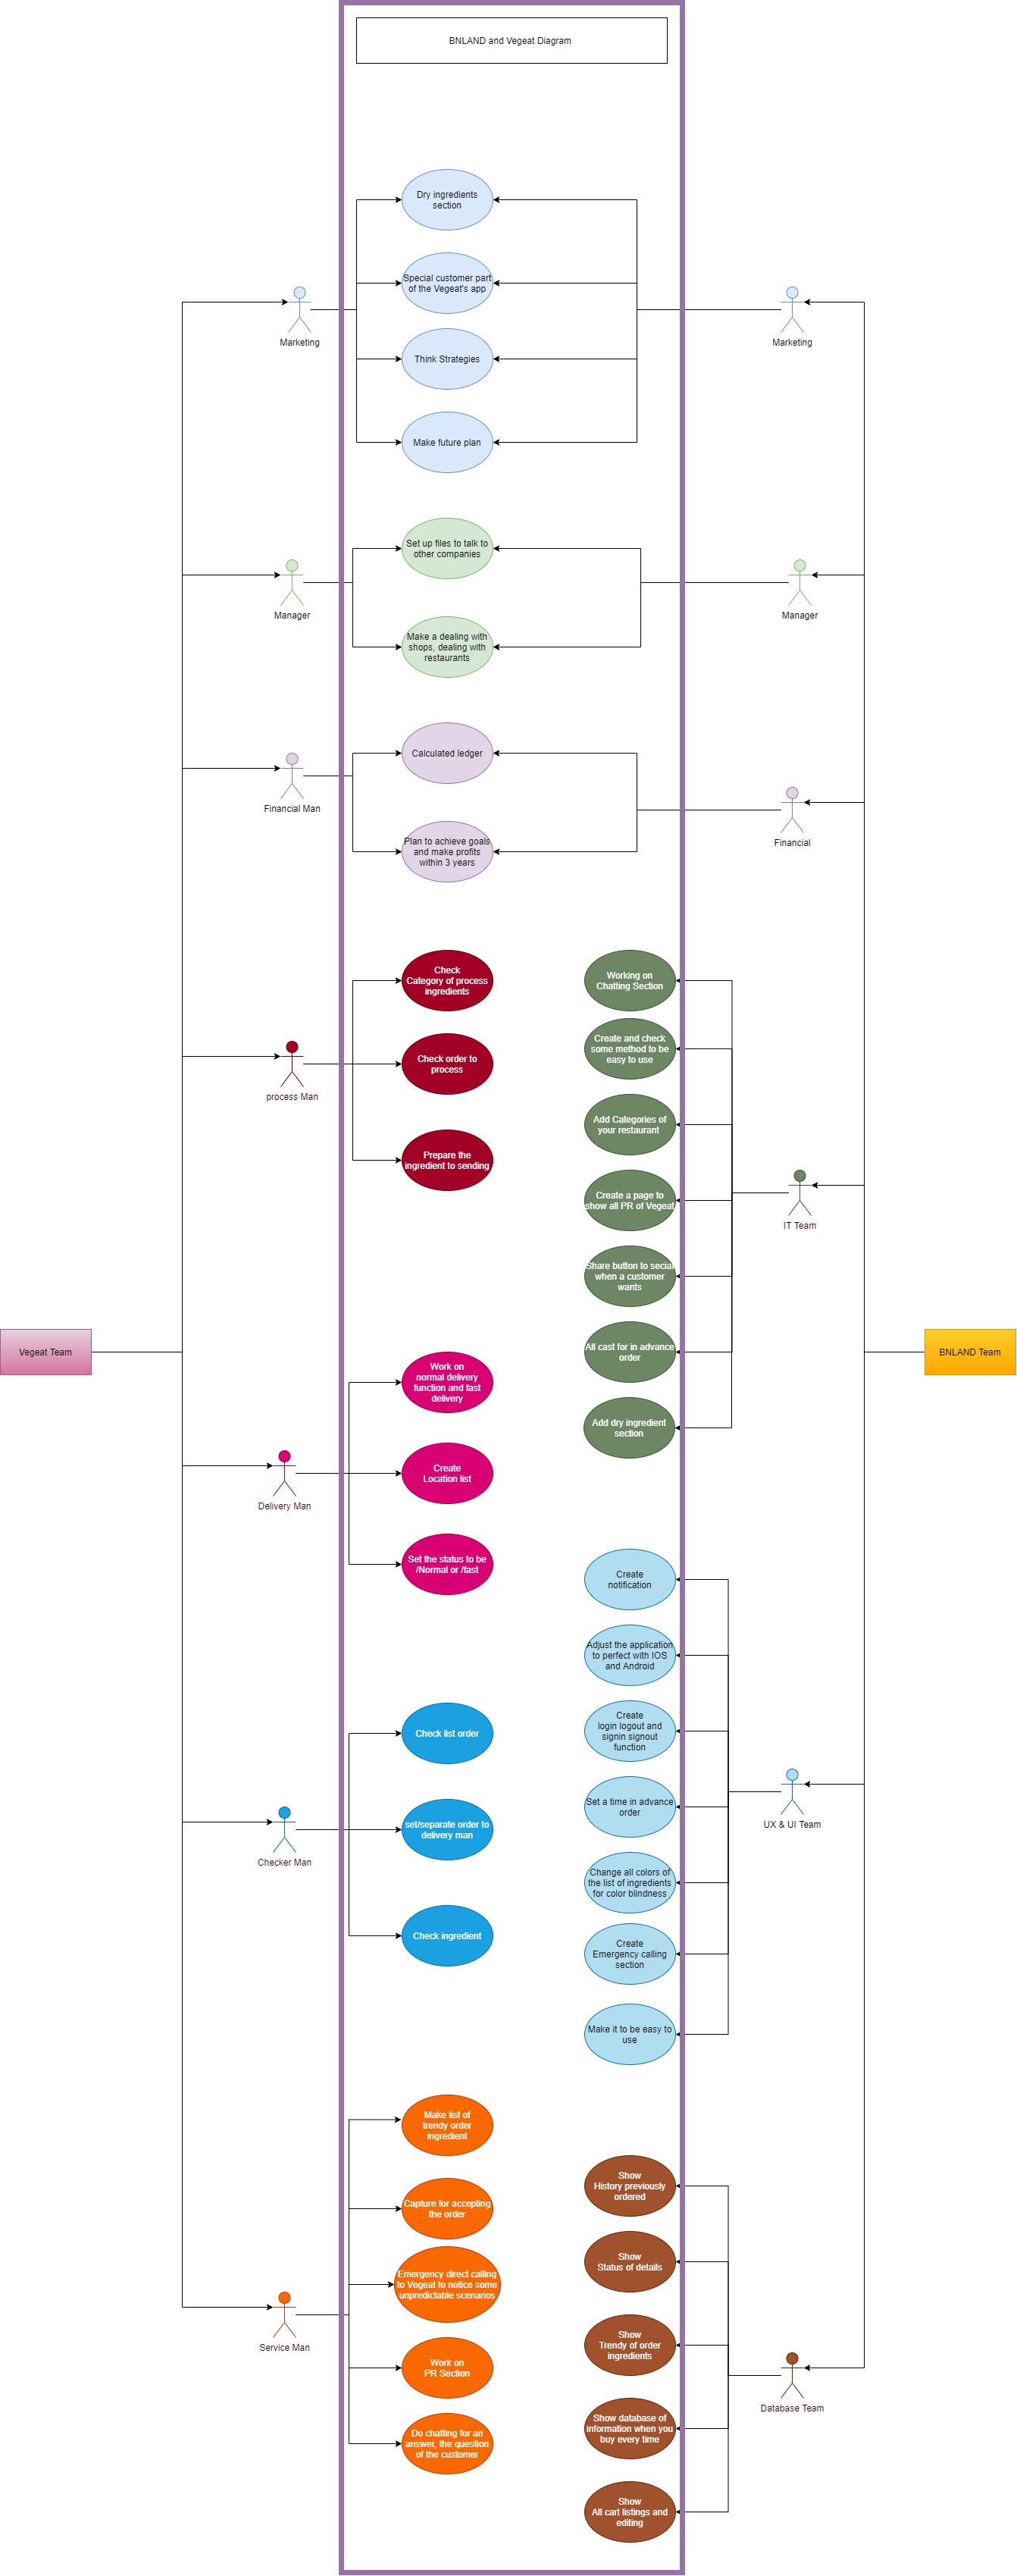 BNLAND and Vegeat Diagram
Dry ingredients
section
Special customer part
of the Vegeat's app
Marketing
Marketing
Think Strategies
Make future plan
Set up files to talk to
other companies
Manager
Manager
Make a dealing with
shops, dealing with
restaurants
Calculated ledger
Financial Man
Financial
Plan to achieve goals
and make profits
within 3 years
Check
Category of process
ingredients
Working on
Chatting Section
Create and check
some method to be
easy to use
Check order to
process
process Man
Add Categories of
your restaurant
Prepare the
ingredient to sending
Create a page to
show all PR of Vegeat
IT Team
Share button to secial
when a customer
wants
Vegeat Team
All cast for in advance
order
BNLAND Team
Work on
normal delivery
function and fast
delivery
Add dry ingredient
section
Create
Location list
Delivery Man
Set the status to be
/Normal or /fast
Create
notification
Adjust the application
to perfect with IOS
and Android
Check list order
Create
login logout and
signin signout
function
Set a time in advance
order
UX & UI Team
set/separate order to
delivery man
Checker Man
Change all colors of
the list of ingredients
for color blindness
Check ingredient
Create
Emergency calling
section
Make it to be easy to
use
Make list of
trendy order
ingredient
Show
History previously
ordered
Capture for accepting
the order
Show
Status of details
Emergency direct calling
to Vegeat to notice some
unpredictable scenarios
Service Man
Show
Trendy of order
ingredients
Work on
PR Section
Database Team
Show database of
information when you
buy every time
Do chatting for an
answer, the question
of the customer
Show
All cart listings and
editing